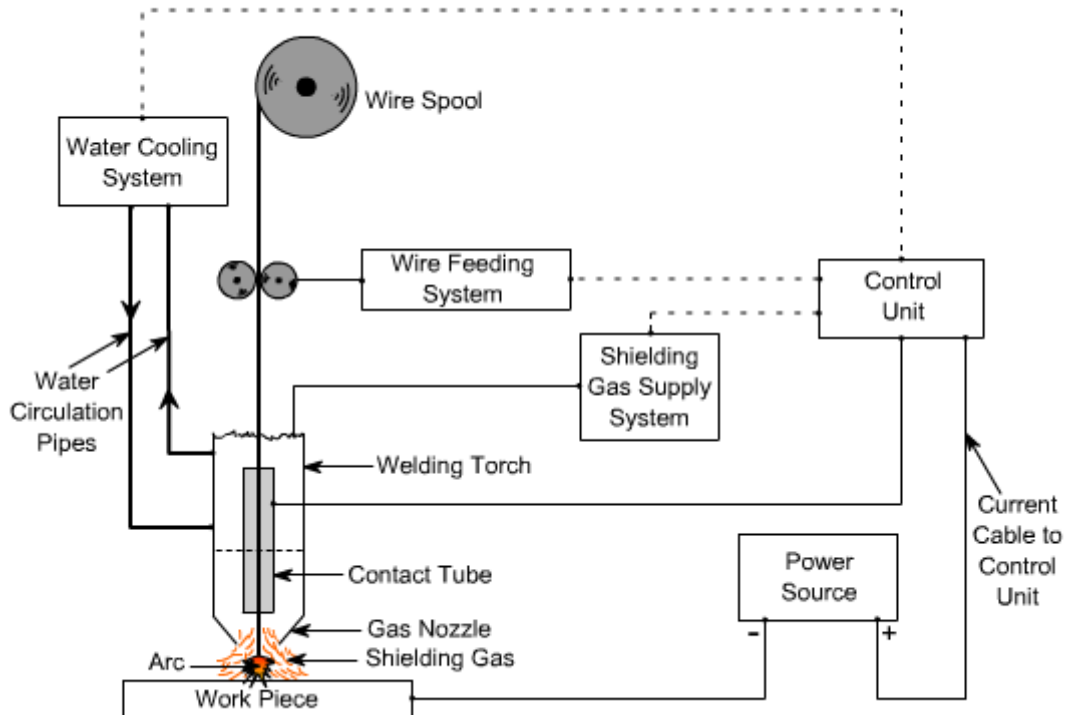 Wire Spool
Water Cooling
System
Wire Feeding
System
Control
Unit
Shielding
Gas Supply
System
Water
Circulation
Pipes
Welding Torch
Current
Cable to
Control
Unit
Power
Source
- +
Contact Tube
Gas Nozzle
Shielding Gas
Arc
Work Piece